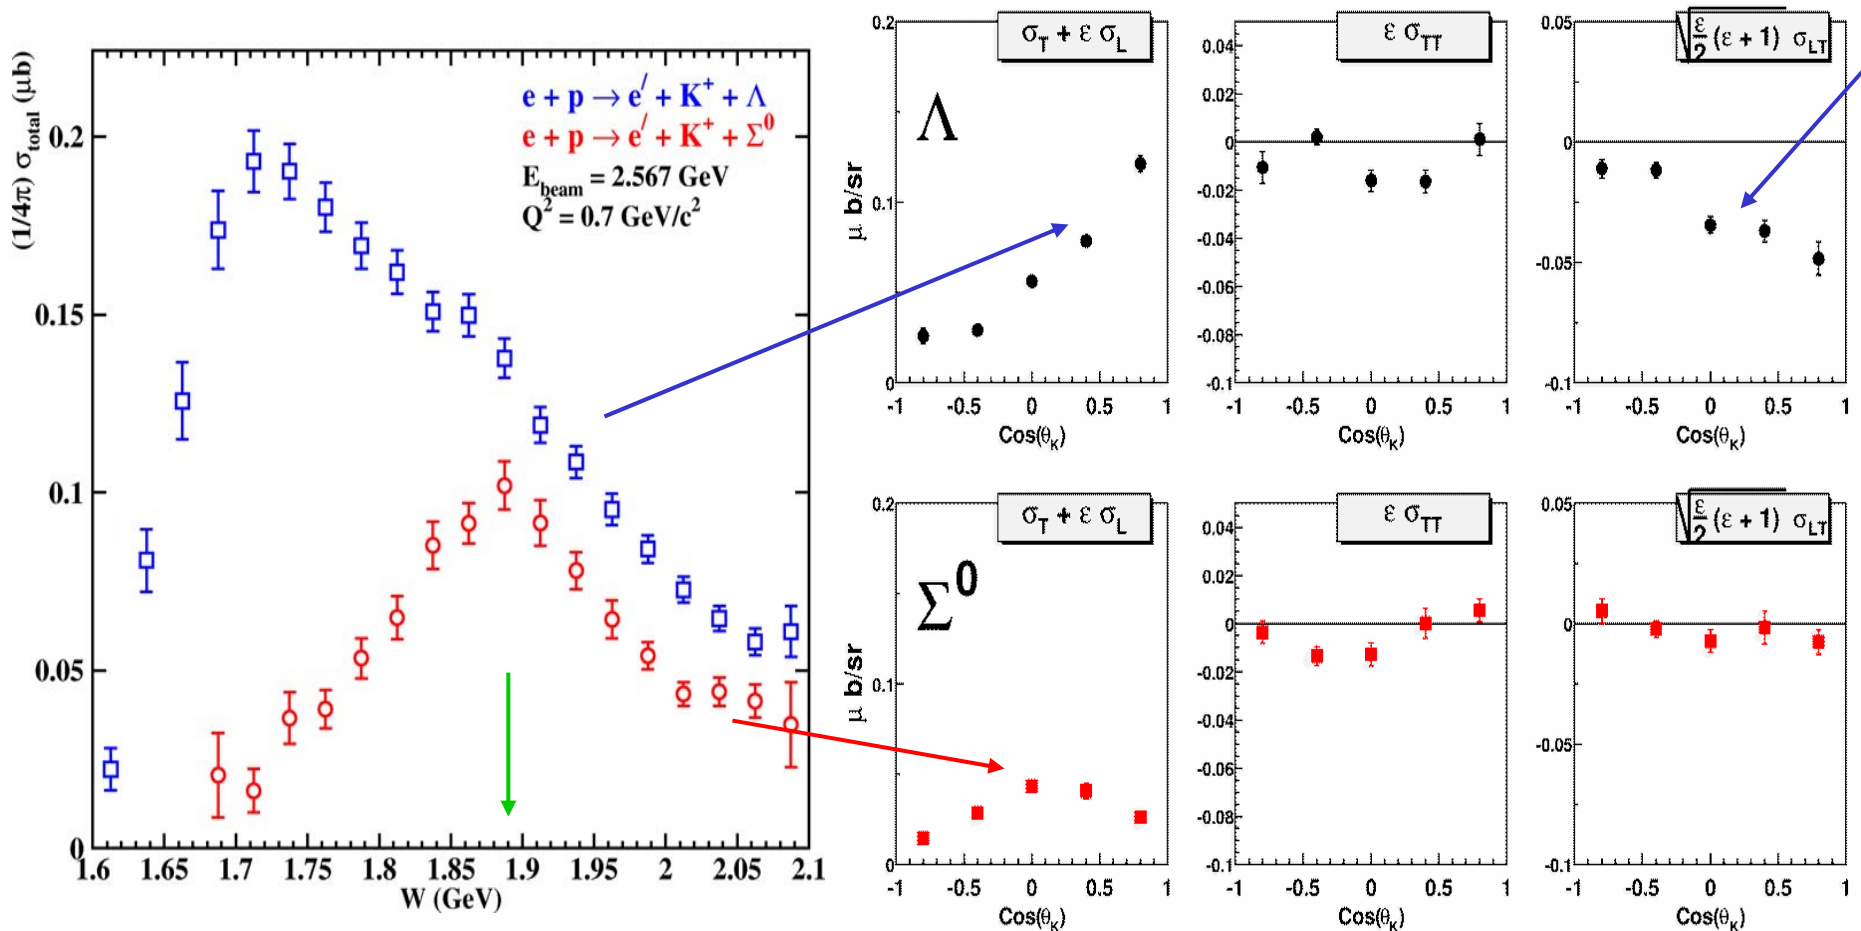 (1/4π) σtotal (μb)
e + p → e/ + K+ + Λ
e + p → e/ + K+ + Σ0
Ebeam = 2.567 GeV
Q2 = 0.7 GeV/c2
0.2
0.15
0.1
0.05
0
1.6 1.65 1.7 1.75 1.8 1.85 1.9 1.95 2 2.05 2.1
W (GeV)
σT + ε σL
Λ
μ b/sr
0.2
0.1
0
-1 -0.5 0 0.5 1
Cos(θK)
ε σTT
0.04
0.02
0
-0.02
-0.04
-0.06
-0.08
-0.1
-1 -0.5 0 0.5 1
Cos(θK)
√ε/2 (ε + 1) σLT
0.05
0
-0.05
-0.1
-1 -0.5 0 0.5 1
Cos(θK)
σT + ε σL
Σ0
μ b/sr
0.2
0.1
0
-1 -0.5 0 0.5 1
Cos(θK)
ε σTT
0.04
0.02
0
-0.02
-0.04
-0.06
-0.08
-0.1
-1 -0.5 0 0.5 1
Cos(θK)
√ε/2 (ε + 1) σLT
0.05
0
-0.05
-0.1
-1 -0.5 0 0.5 1
Cos(θK)